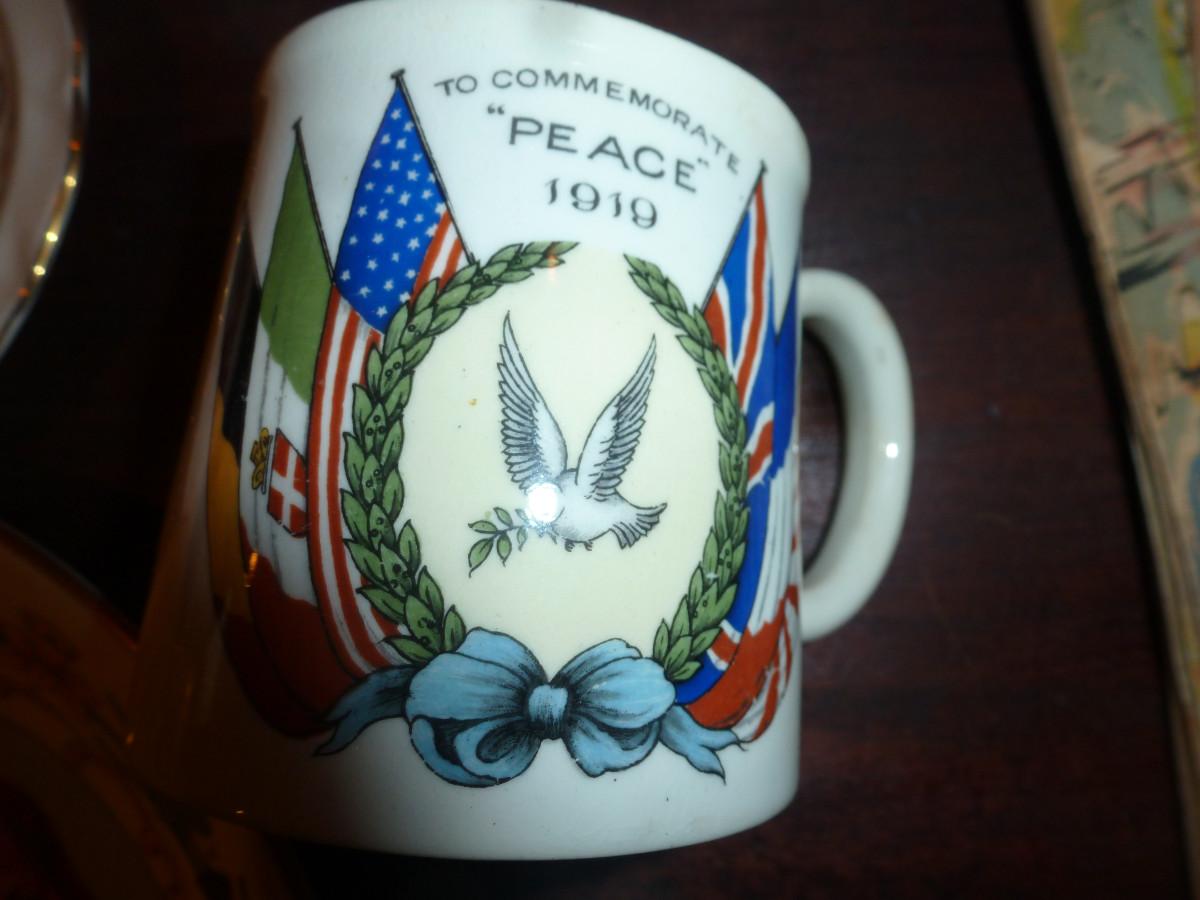 TO COMMEMORATE
“PEACE”
1919